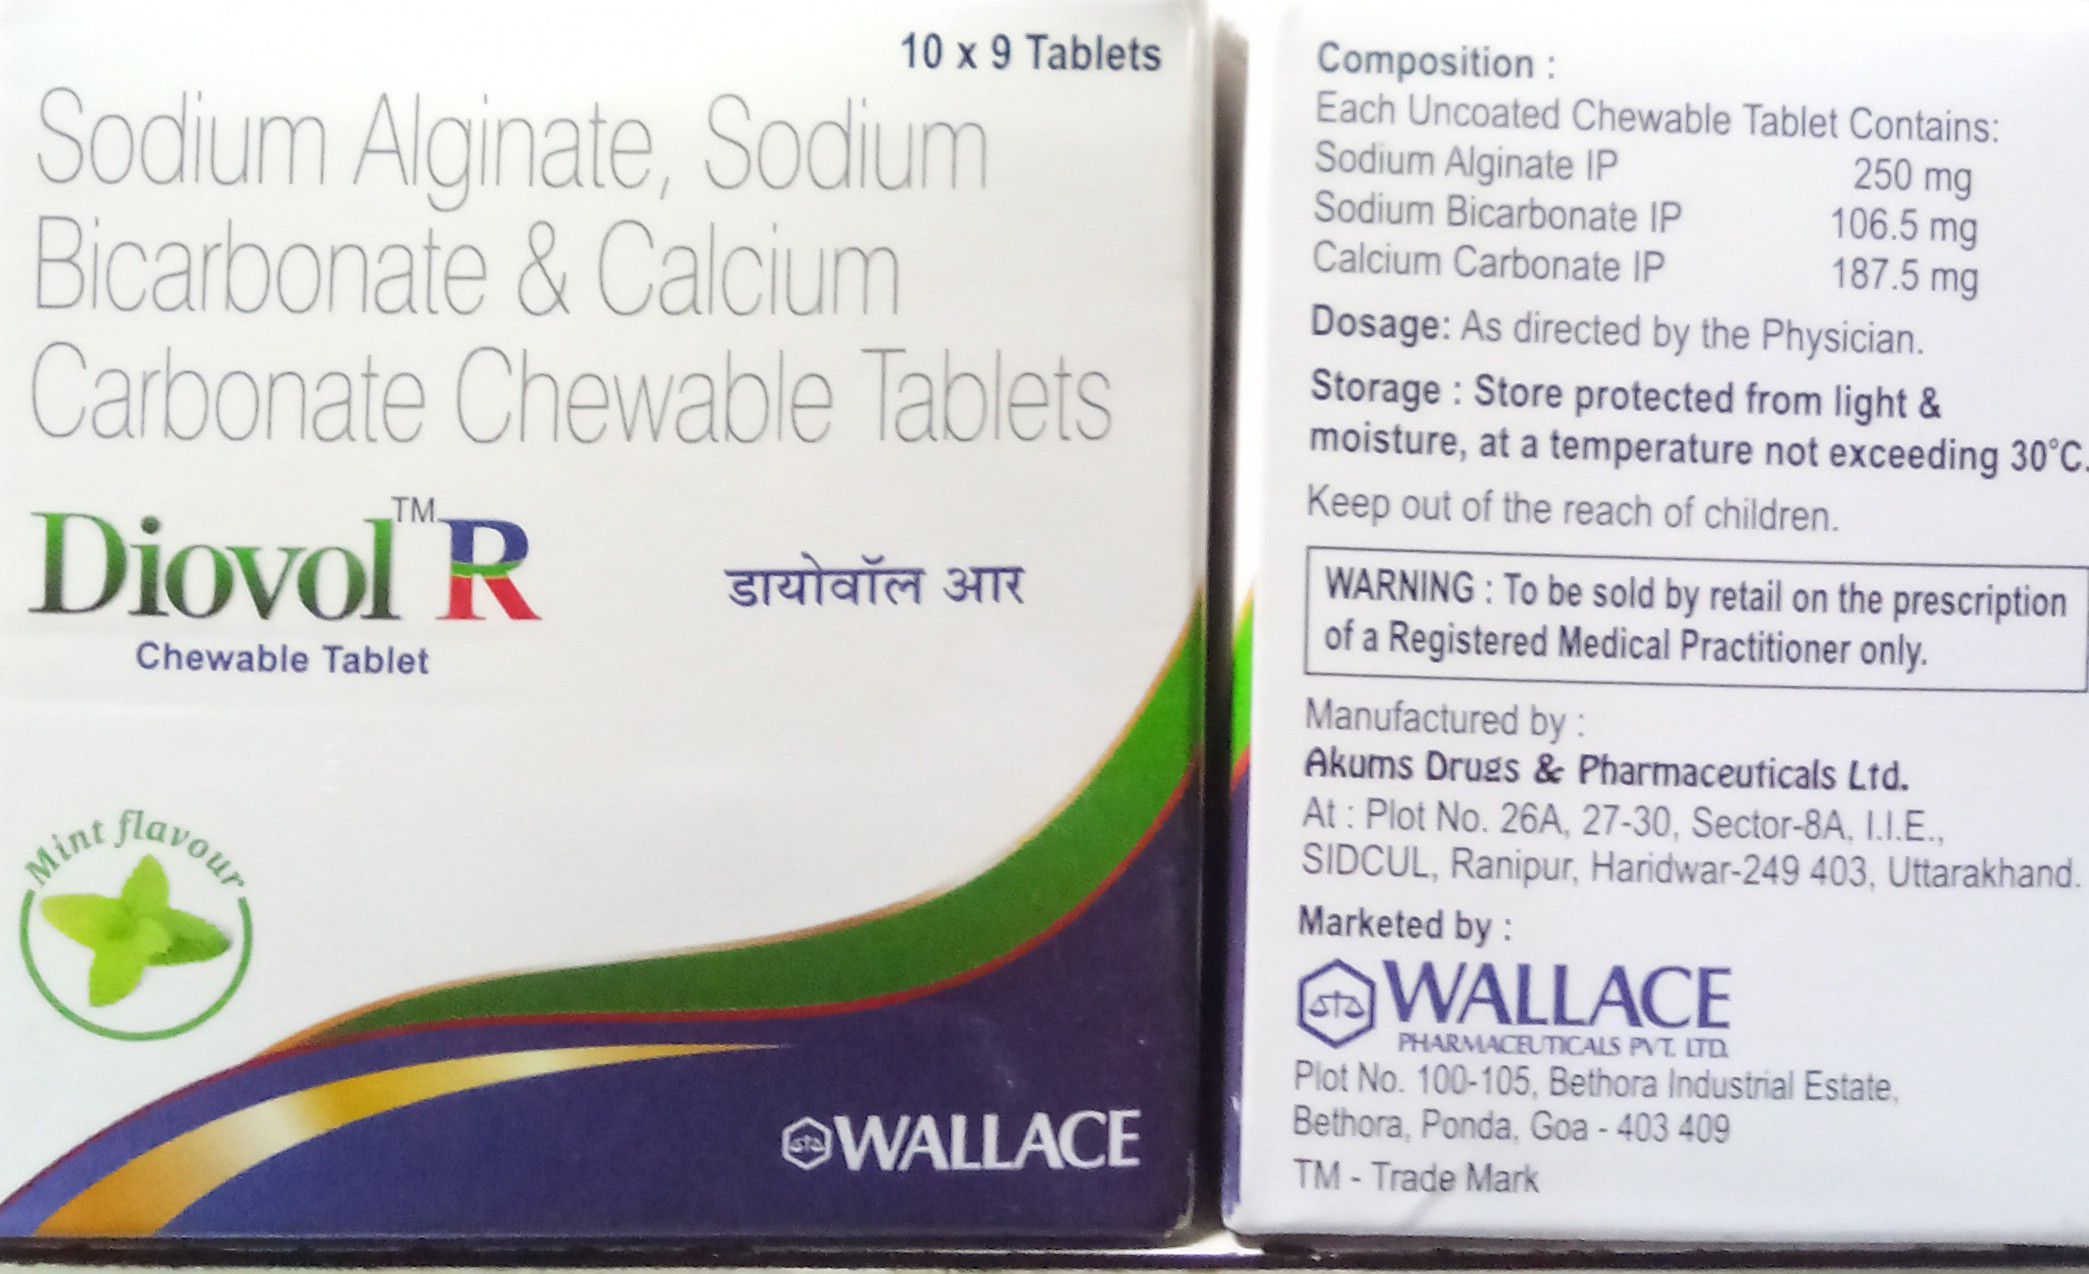 10 x 9 Tablets
Sodium Alginate, Sodium
Bicarbonate & Calcium
Carbonate Chewable Tablets
Diovol™ R
डायोवॉल आर
Chewable Tablet
Mint flavour
WALLACE
Composition :
Each Uncoated Chewable Tablet Contains:
Sodium Alginate IP 250 mg
Sodium Bicarbonate IP 106.5 mg
Calcium Carbonate IP 187.5 mg
Dosage: As directed by the Physician.
Storage : Store protected from light &
moisture, at a temperature not exceeding 30°C.
Keep out of the reach of children.
WARNING : To be sold by retail on the prescription
of a Registered Medical Practitioner only.
Manufactured by :
Akums Drugs & Pharmaceuticals Ltd.
At : Plot No. 26A, 27-30, Sector-8A, I.I.E.,
SIDCUL, Ranipur, Haridwar-249 403, Uttarakhand.
Marketed by :
WALLACE
PHARMACEUTICALS PVT. LTD.
Plot No. 100-105, Bethora Industrial Estate,
Bethora, Ponda, Goa - 403 409
TM - Trade Mark